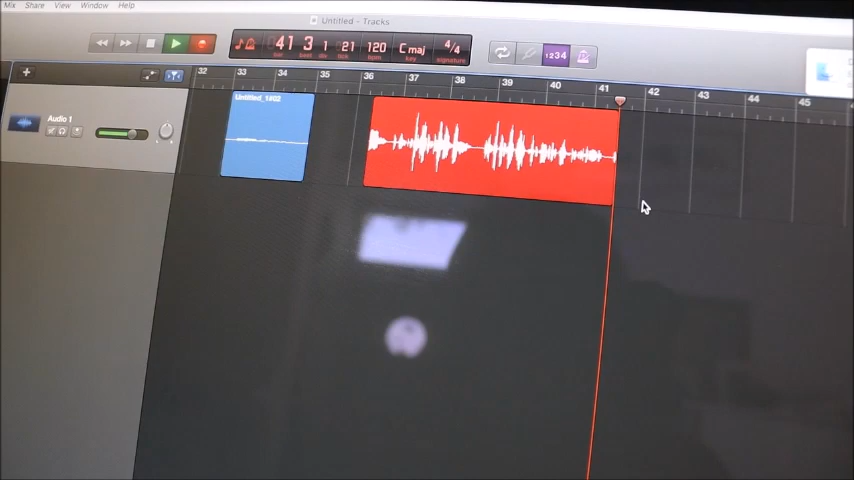 Mix Share View Window Help
Untitled - Tracks
41 3 1 21 120 C maj 4/4
bar beat div tick bpm key signature
1234
32 33 34 35 36 37 38 39 40 41 42 43 44 45
Audio 1
Untitled_1#02